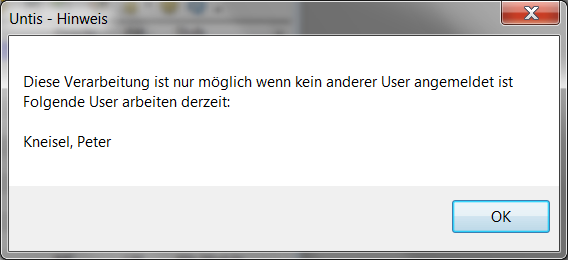 Untis - Hinweis
Diese Verarbeitung ist nur möglich wenn kein anderer User angemeldet ist
Folgende User arbeiten derzeit:
Kneisel, Peter
OK